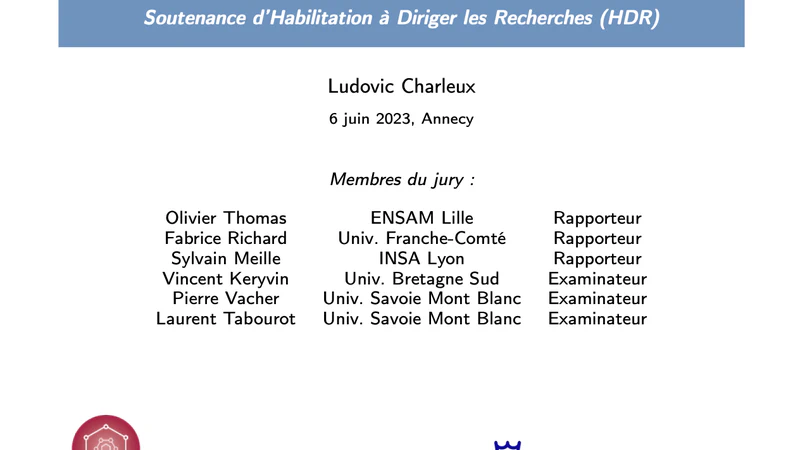 Soutenance d'Habilitation à Diriger les Recherches (HDR)
Ludovic Charleux
6 juin 2023, Annecy
Membres du jury :
Olivier Thomas ENSAM Lille Rapporteur
Fabrice Richard Univ. Franche-Comté Rapporteur
Sylvain Meille INSA Lyon Rapporteur
Vincent Keryvin Univ. Bretagne Sud Examinateur
Pierre Vacher Univ. Savoie Mont Blanc Examinateur
Laurent Tabourot Univ. Savoie Mont Blanc Examinateur